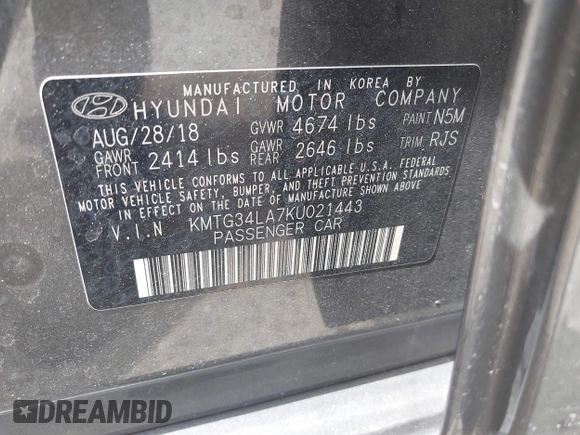 MANUFACTURED IN KOREA BY
HYUNDAI MOTOR COMPANY
AUG/28/18 GVWR 4674 lbs PAINT N5M
GAWR FRONT 2414 lbs GAWR REAR 2646 lbs TRIM RJS
THIS VEHICLE CONFORMS TO ALL APPLICABLE U.S.A. FEDERAL
MOTOR VEHICLE SAFETY, BUMPER, AND THEFT PREVENTION STANDARDS
IN EFFECT ON THE DATE OF MANUFACTURE SHOWN ABOVE.
V.I.N KMTG34LA7KU021443
PASSENGER CAR
DREAMBID